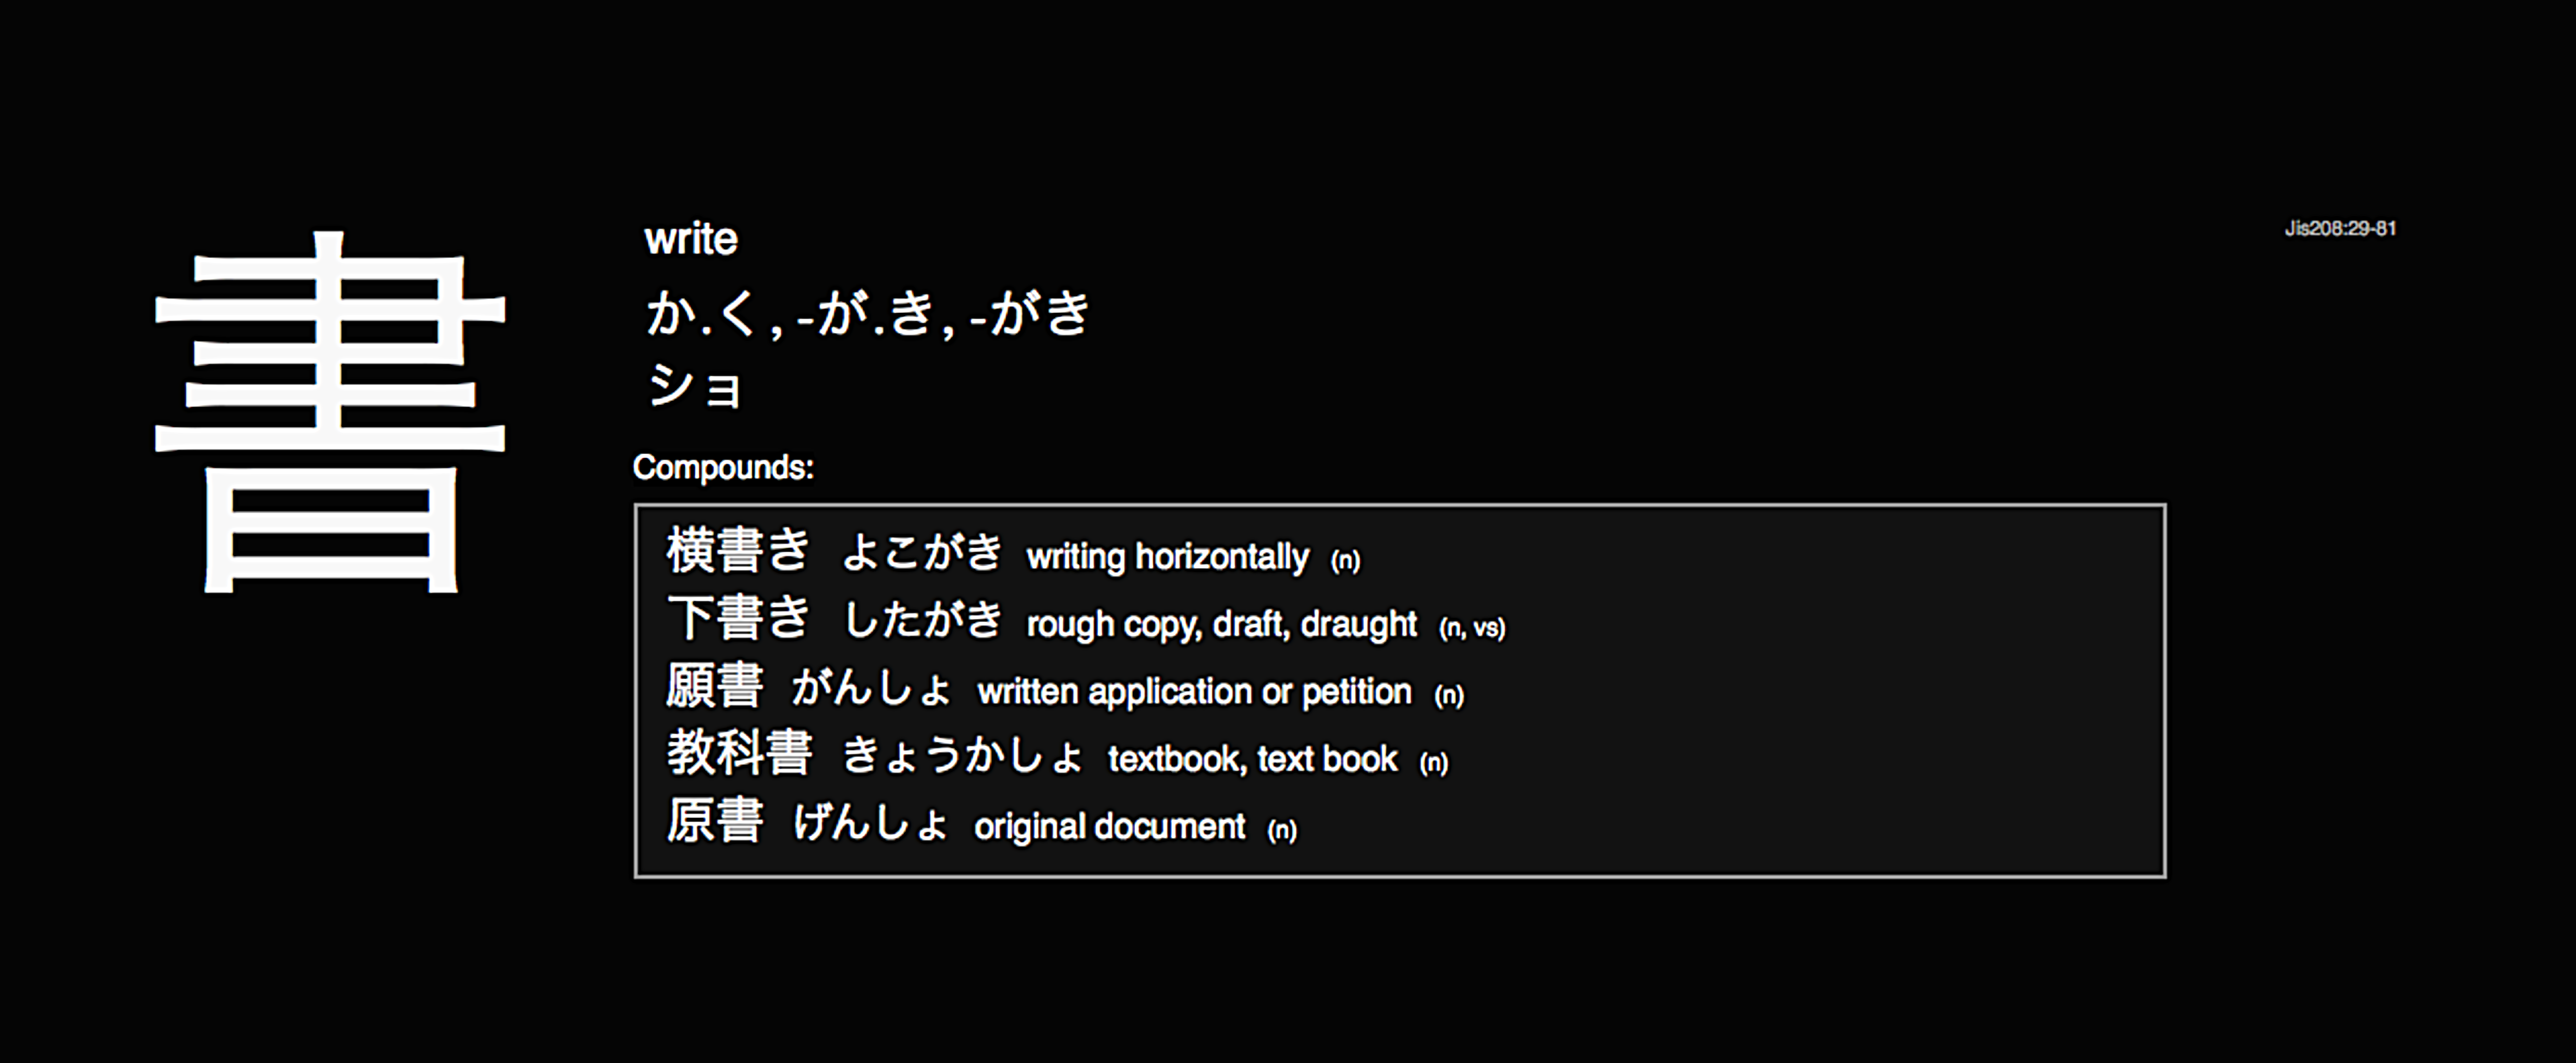 書
write
Jis208:29-81
か.く, -が.き, -がき
ショ
Compounds:
横書き よこがき writing horizontally (n)
下書き したがき rough copy, draft, draught (n, vs)
願書 がんしょ written application or petition (n)
教科書 きょうかしょ textbook, text book (n)
原書 げんしょ original document (n)